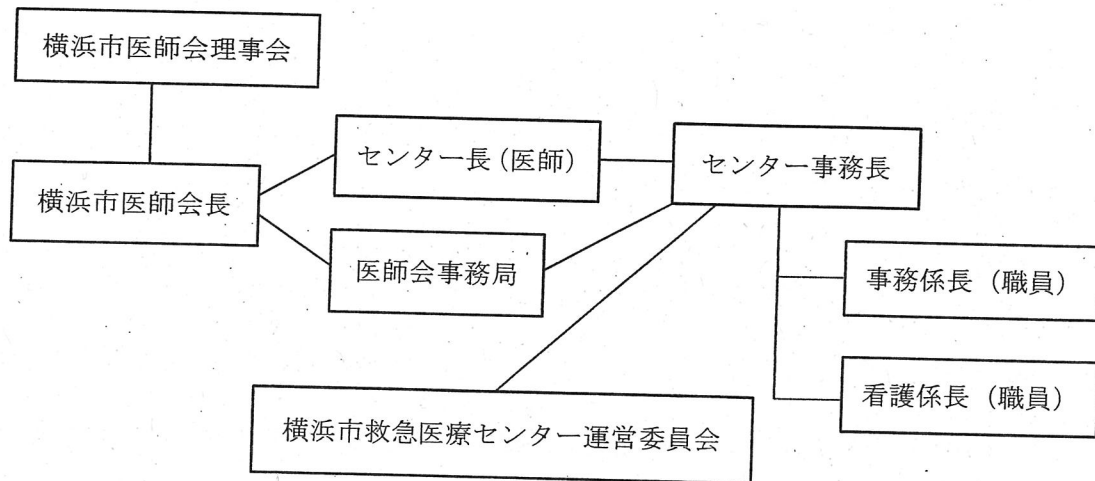 横浜市医師会理事会
横浜市医師会長
センター長（医師）
医師会事務局
センター事務長
事務係長（職員）
看護係長（職員）
横浜市救急医療センター運営委員会